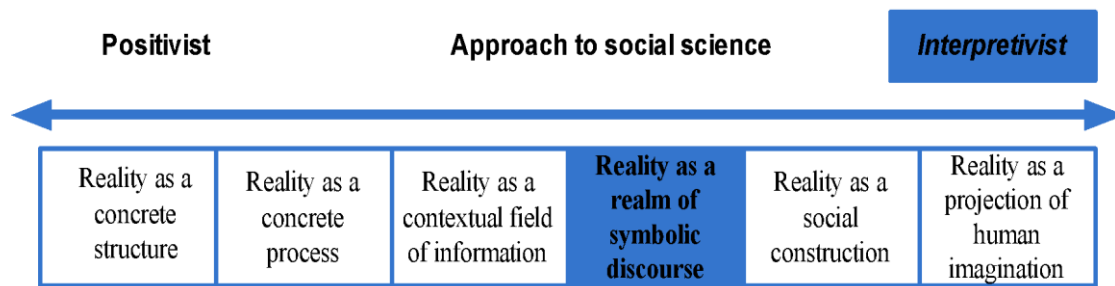 Positivist
Approach to social science
Interpretivist
Reality as a
concrete
structure
Reality as a
concrete
process
Reality as a
contextual field
of information
Reality as a
realm of
symbolic
discourse
Reality as a
social
construction
Reality as a
projection of
human
imagination